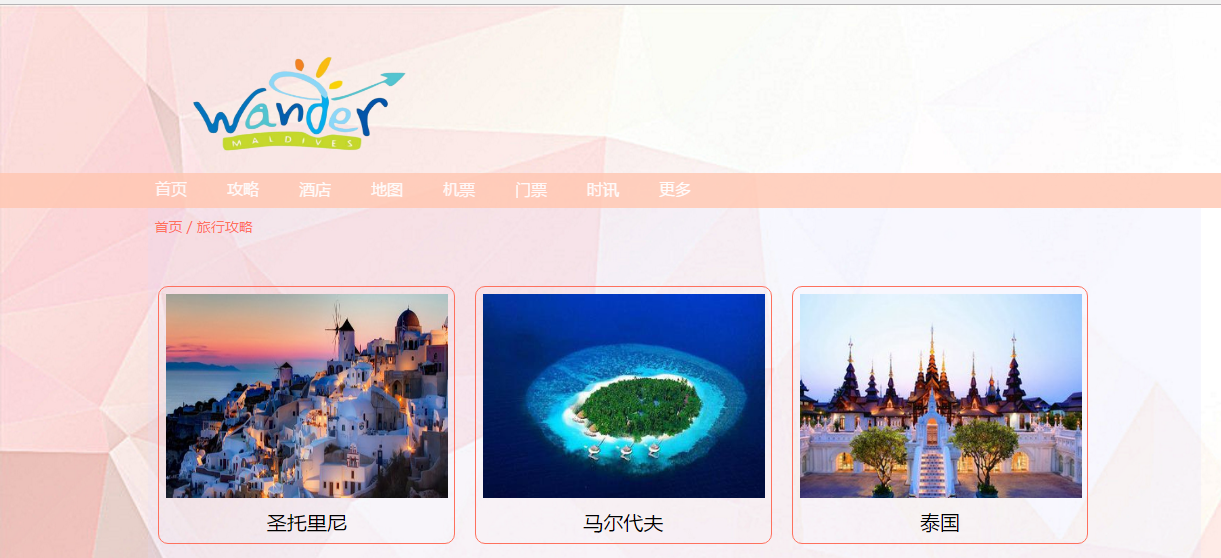 wander
MALDIVES
首页 攻略 酒店 地图 机票 门票 时讯 更多
首页 / 旅行攻略
圣托里尼 马尔代夫 泰国